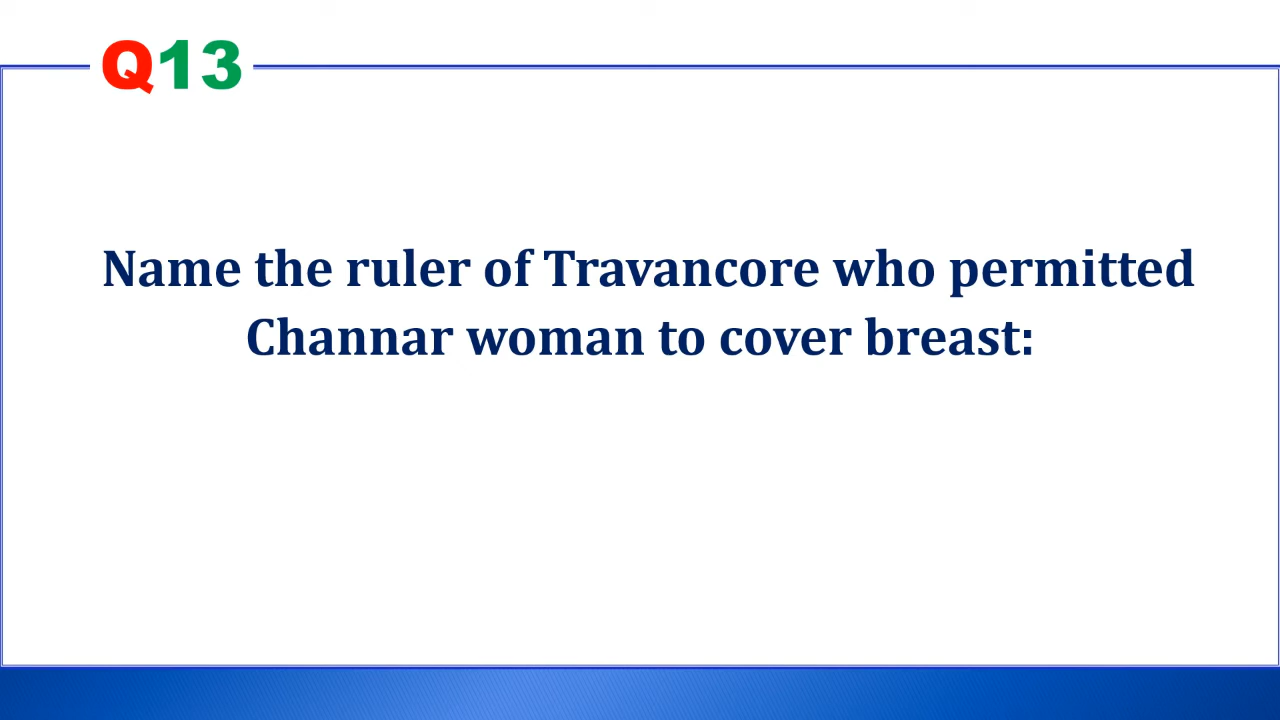 Q13
Name the ruler of Travancore who permitted
Channar woman to cover breast: